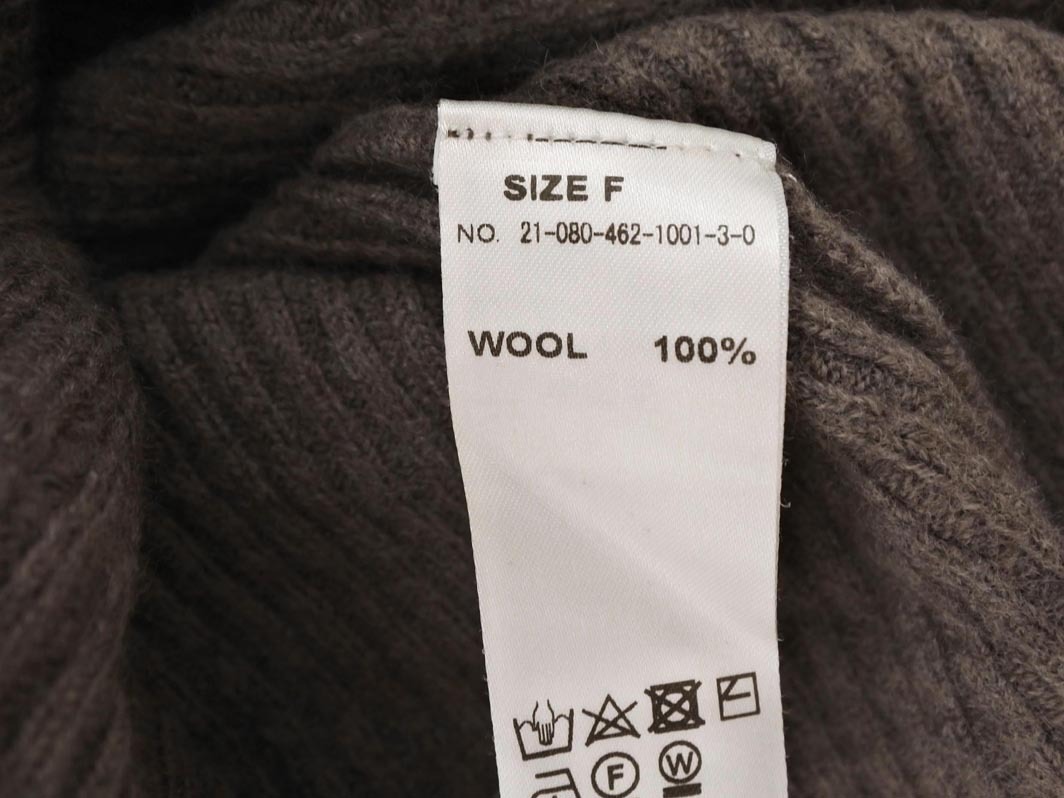 SIZE F
NO. 21-080-462-1001-3-0
WOOL 100%
F W